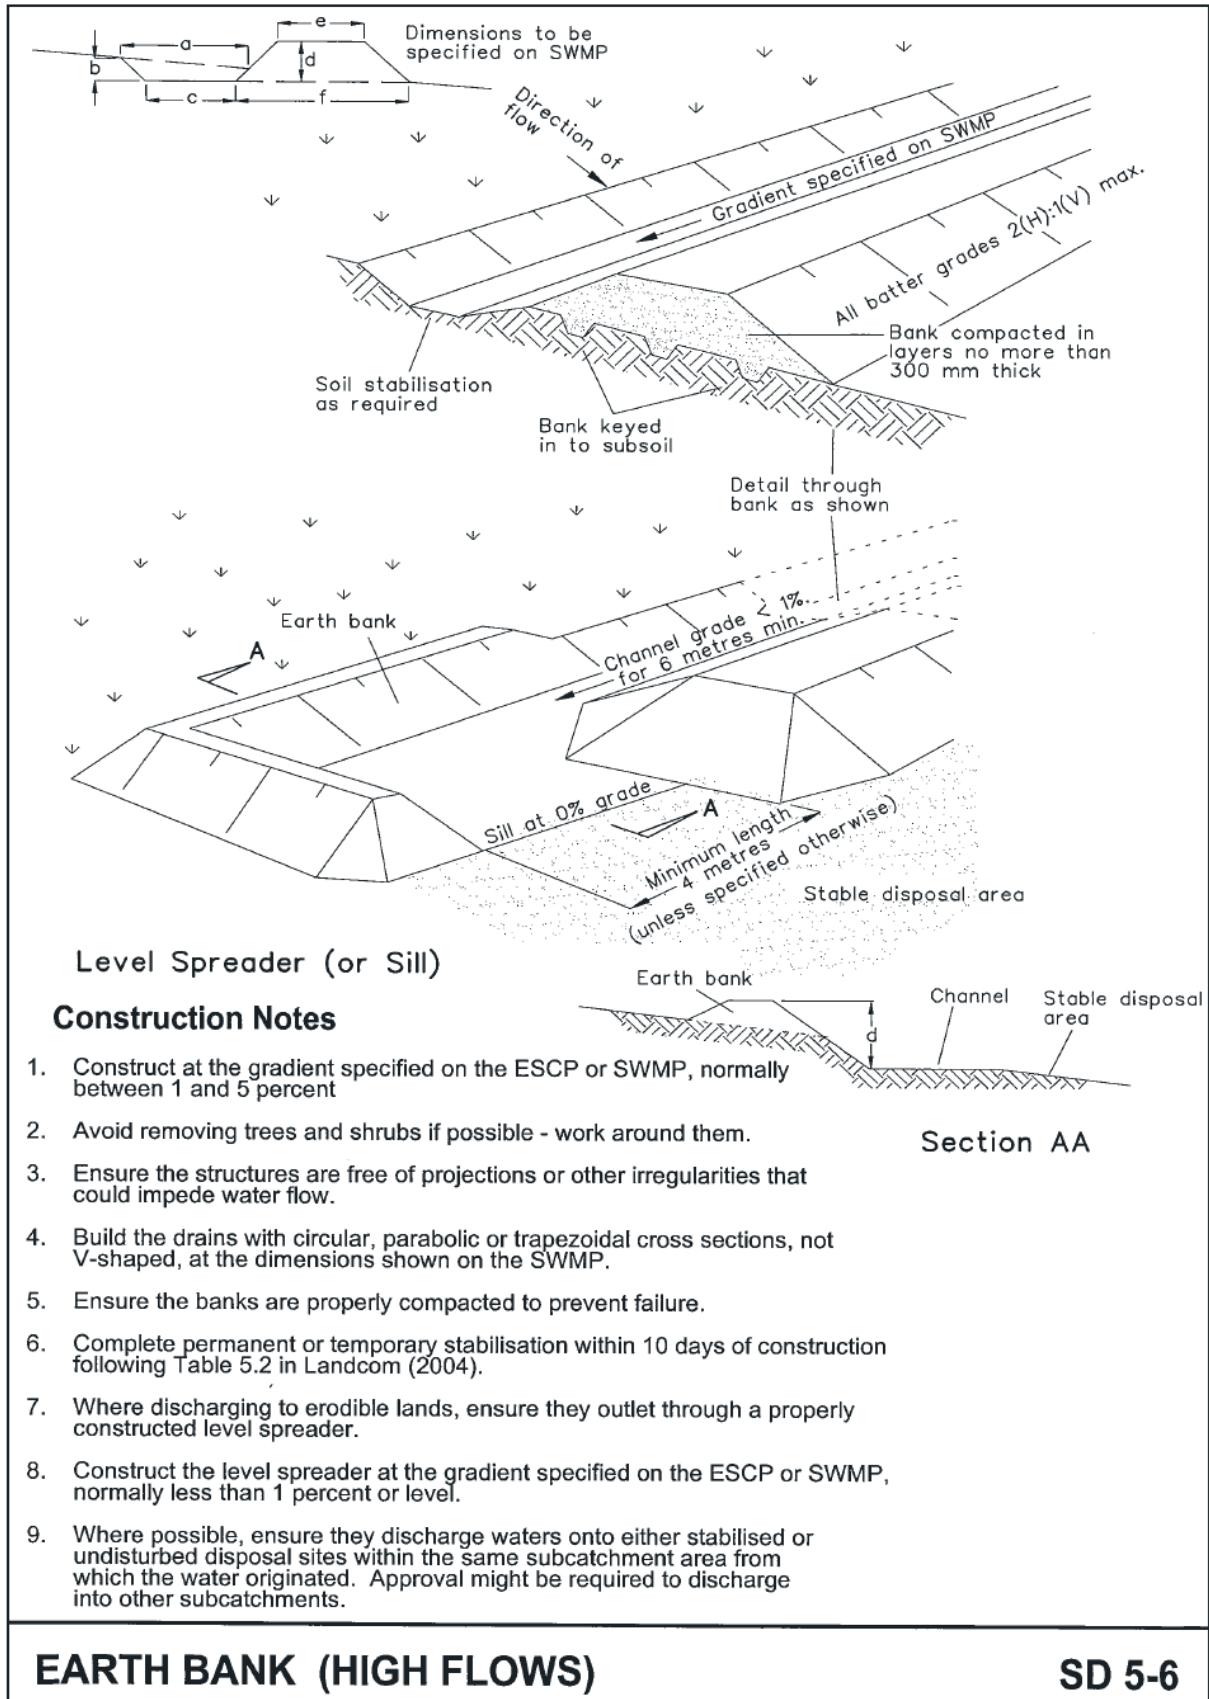 e
Dimensions to be
specified on SWMP
a
b
d
c
f
Direction of
flow
Gradient specified on SWMP
All batter grades 2(H):1(V) max.
Bank compacted in
layers no more than
300 mm thick
Soil stabilisation
as required
Bank keyed
in to subsoil
Detail through
bank as shown
Earth bank
Channel grade < 1%
for 6 metres min.
A
Sill at 0% grade
A
Minimum length
4 metres
(unless specified otherwise)
Stable disposal area
Level Spreader (or Sill)
Earth bank
Channel
Stable disposal
area
d
Section AA
Construction Notes
1. Construct at the gradient specified on the ESCP or SWMP, normally
between 1 and 5 percent
2. Avoid removing trees and shrubs if possible - work around them.
3. Ensure the structures are free of projections or other irregularities that
could impede water flow.
4. Build the drains with circular, parabolic or trapezoidal cross sections, not
V-shaped, at the dimensions shown on the SWMP.
5. Ensure the banks are properly compacted to prevent failure.
6. Complete permanent or temporary stabilisation within 10 days of construction
following Table 5.2 in Landcom (2004).
7. Where discharging to erodible lands, ensure they outlet through a properly
constructed level spreader.
8. Construct the level spreader at the gradient specified on the ESCP or SWMP,
normally less than 1 percent or level.
9. Where possible, ensure they discharge waters onto either stabilised or
undisturbed disposal sites within the same subcatchment area from
which the water originated. Approval might be required to discharge
into other subcatchments.
EARTH BANK (HIGH FLOWS)
SD 5-6